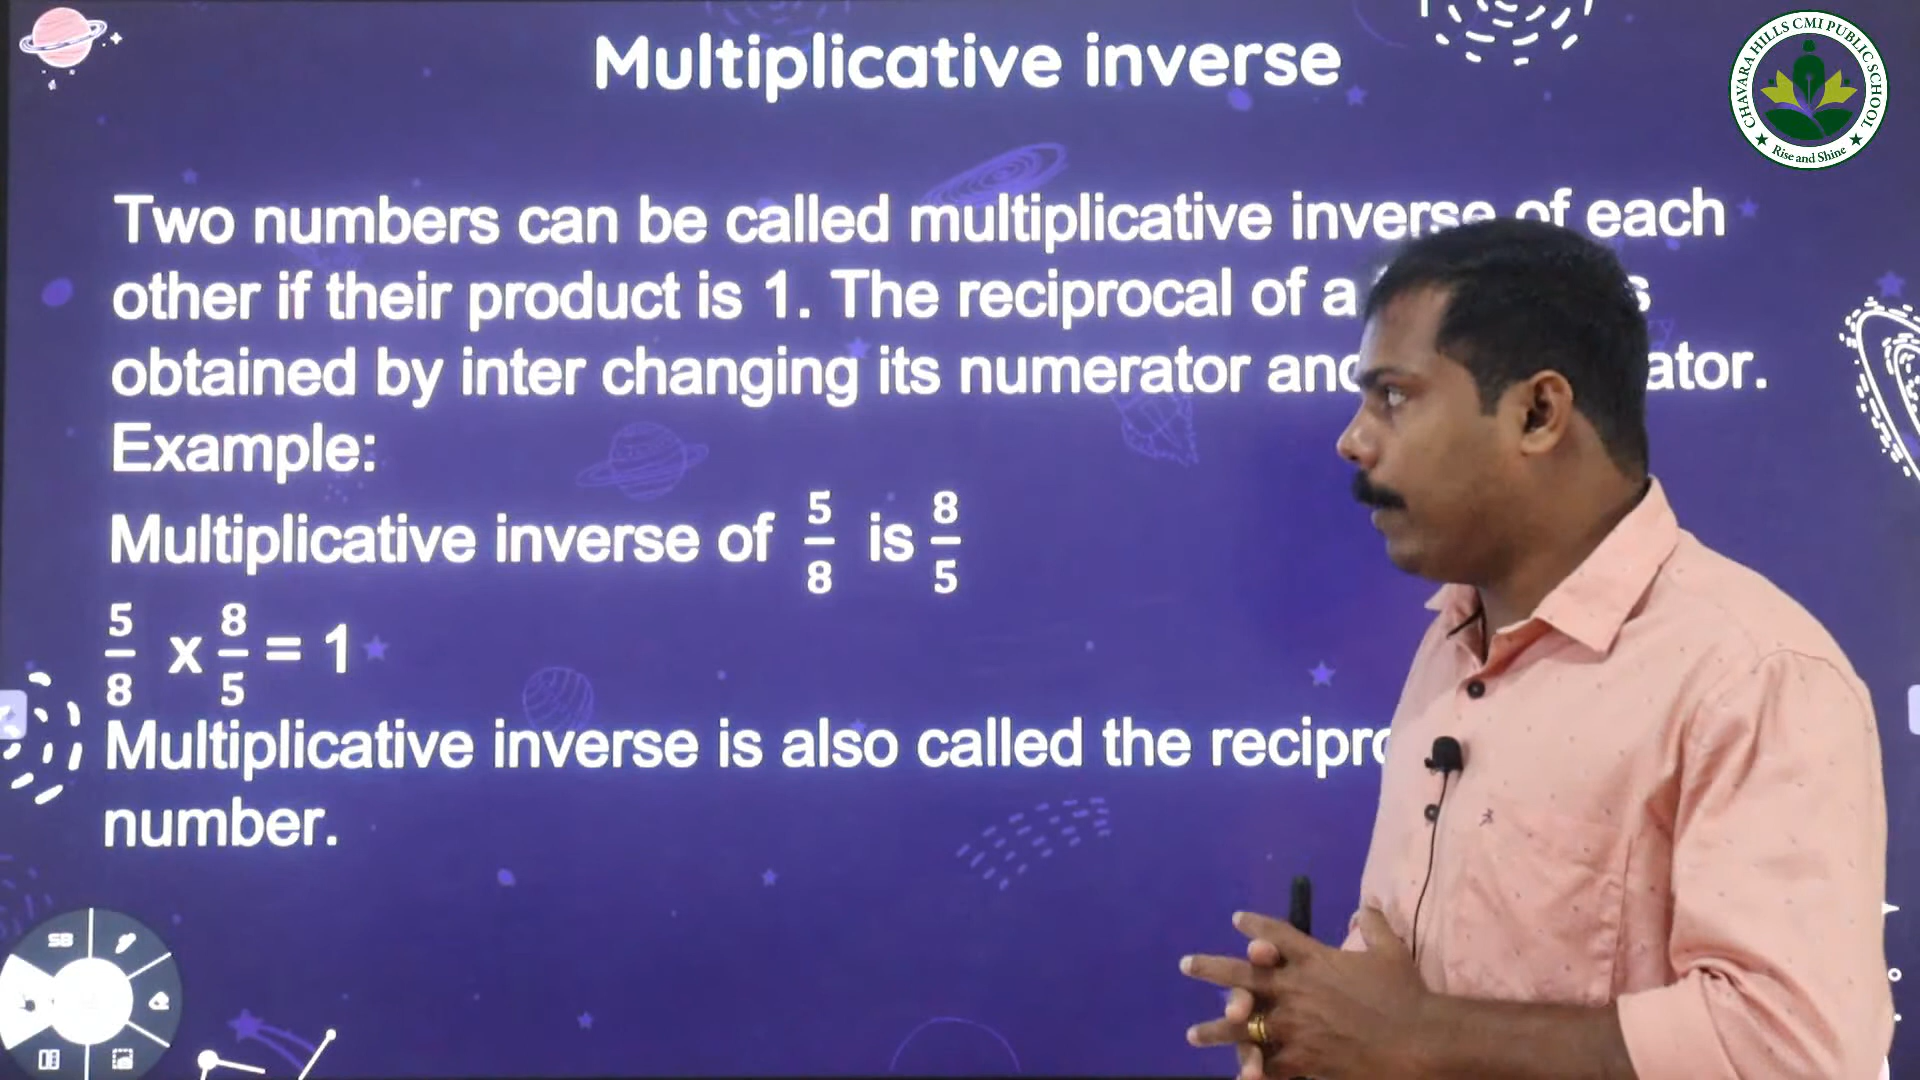 Multiplicative inverse
CHAVARA HILLS CMI PUBLIC SCHOOL
Rise and Shine
Two numbers can be called multiplicative inverse of each
other if their product is 1. The reciprocal of a
obtained by inter changing its numerator and
Example:
Multiplicative inverse of 5/8 is 8/5
5/8 x 8/5 = 1
Multiplicative inverse is also called the
number.
SB